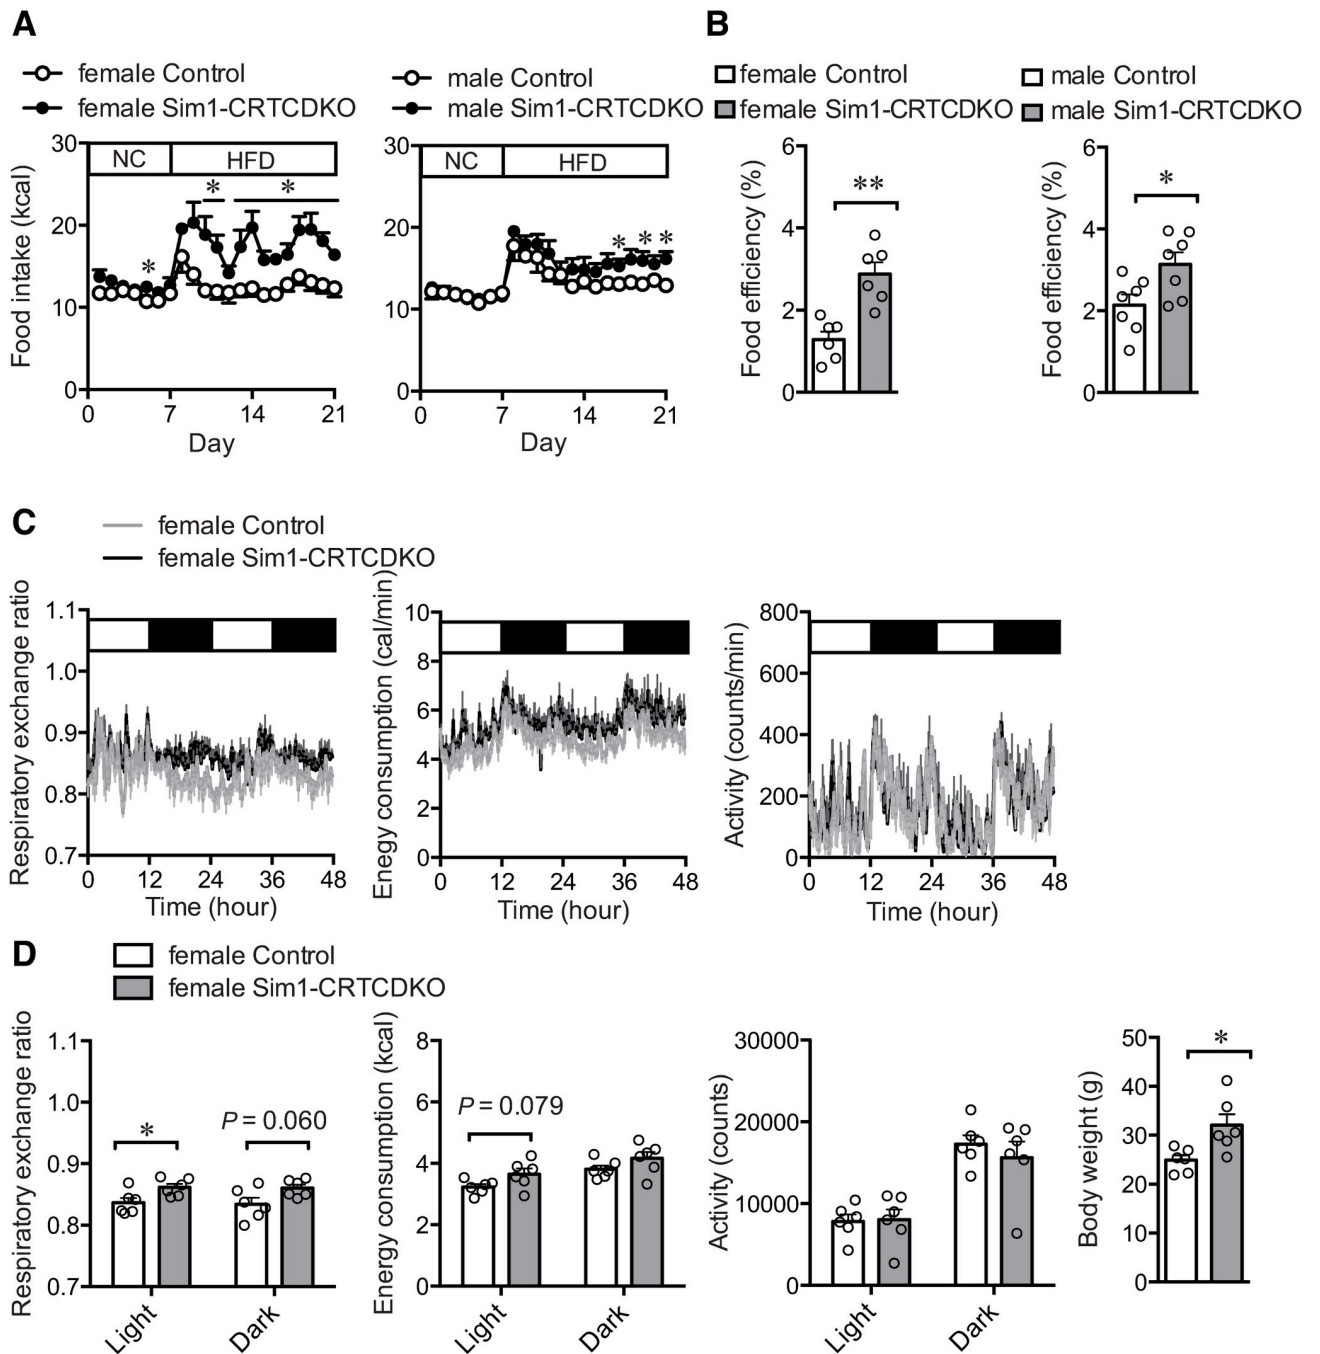 A
female Control
female Sim1-CRTCDKO
male Control
male Sim1-CRTCDKO
Food intake (kcal)
30
20
10
0
NC
HFD
*
*
*
0
7
14
21
Day
30
20
10
0
NC
HFD
* * *
0
7
14
21
Day
B
female Control
female Sim1-CRTCDKO
male Control
male Sim1-CRTCDKO
Food efficiency (%)
6
4
2
0
**
Food efficiency (%)
6
4
2
0
*
C
female Control
female Sim1-CRTCDKO
Respiratory exchange ratio
1.1
1.0
0.9
0.8
0.7
0
12
24
36
48
Time (hour)
Enegy consumption (cal/min)
10
8
6
4
2
0
0
12
24
36
48
Time (hour)
Activity (counts/min)
800
600
400
200
0
0
12
24
36
48
Time (hour)
D
female Control
female Sim1-CRTCDKO
Respiratory exchange ratio
1.1
1.0
0.9
0.8
0.7
*
P = 0.060
Light
Dark
Energy consumption (kcal)
8
6
4
2
0
P = 0.079
Light
Dark
Activity (counts)
30000
20000
10000
0
Light
Dark
Body weight (g)
50
40
30
20
10
0
*